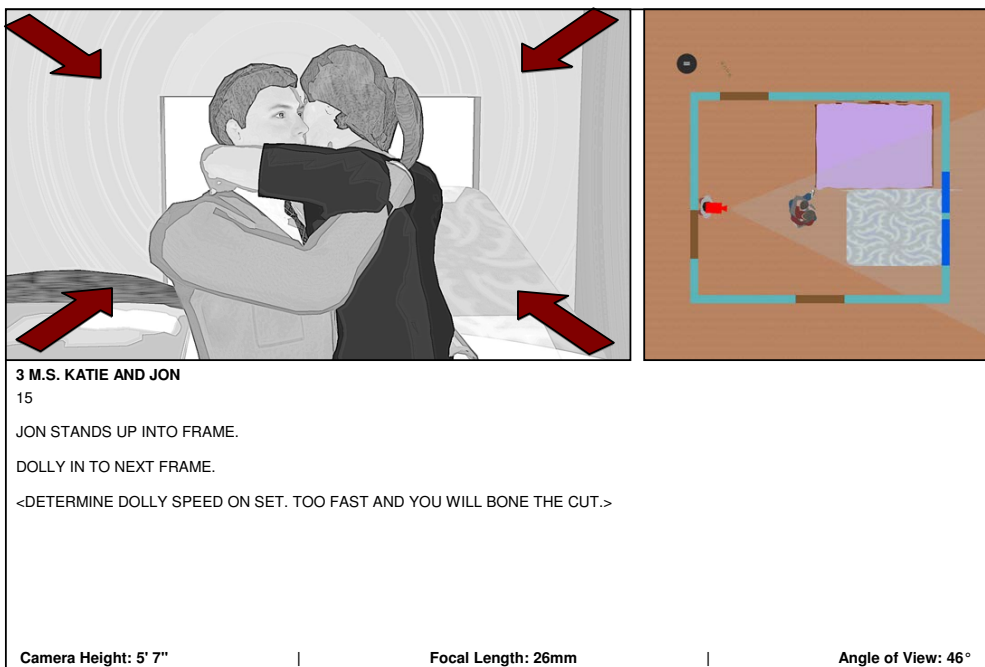 3 M.S. KATIE AND JON
15
JON STANDS UP INTO FRAME.
DOLLY IN TO NEXT FRAME.
<DETERMINE DOLLY SPEED ON SET. TOO FAST AND YOU WILL BONE THE CUT.>
Camera Height: 5' 7" | Focal Length: 26mm | Angle of View: 46°